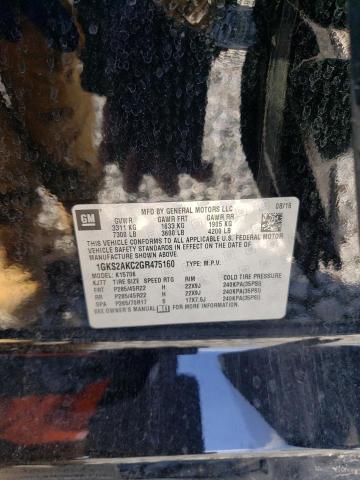 MFD BY GENERAL MOTORS LLC 08/16
GM GVWR GAWR FRT GAWR RR
3311 KG 1633 KG 1905 KG
7300 LB 3600 LB 4200 LB
THIS VEHICLE CONFORMS TO ALL APPLICABLE U.S. FEDERAL MOTOR
VEHICLE SAFETY STANDARDS IN EFFECT ON THE DATE OF
MANUFACTURE SHOWN ABOVE.
1GKS2AKC2GR475160 TYPE: M.P.V.
MODEL: K15706
KJ7T TIRE SIZE SPEED RTG RIM COLD TIRE PRESSURE
FRT P285/45R22 H 22X9J 240KPA(35PSI)
RR P285/45R22 H 22X9J 240KPA(35PSI)
SPA P265/70R17 S 17X7.5J 240KPA(35PSI)
SEE OWNER'S MANUAL FOR ADDITIONAL INFORMATION.